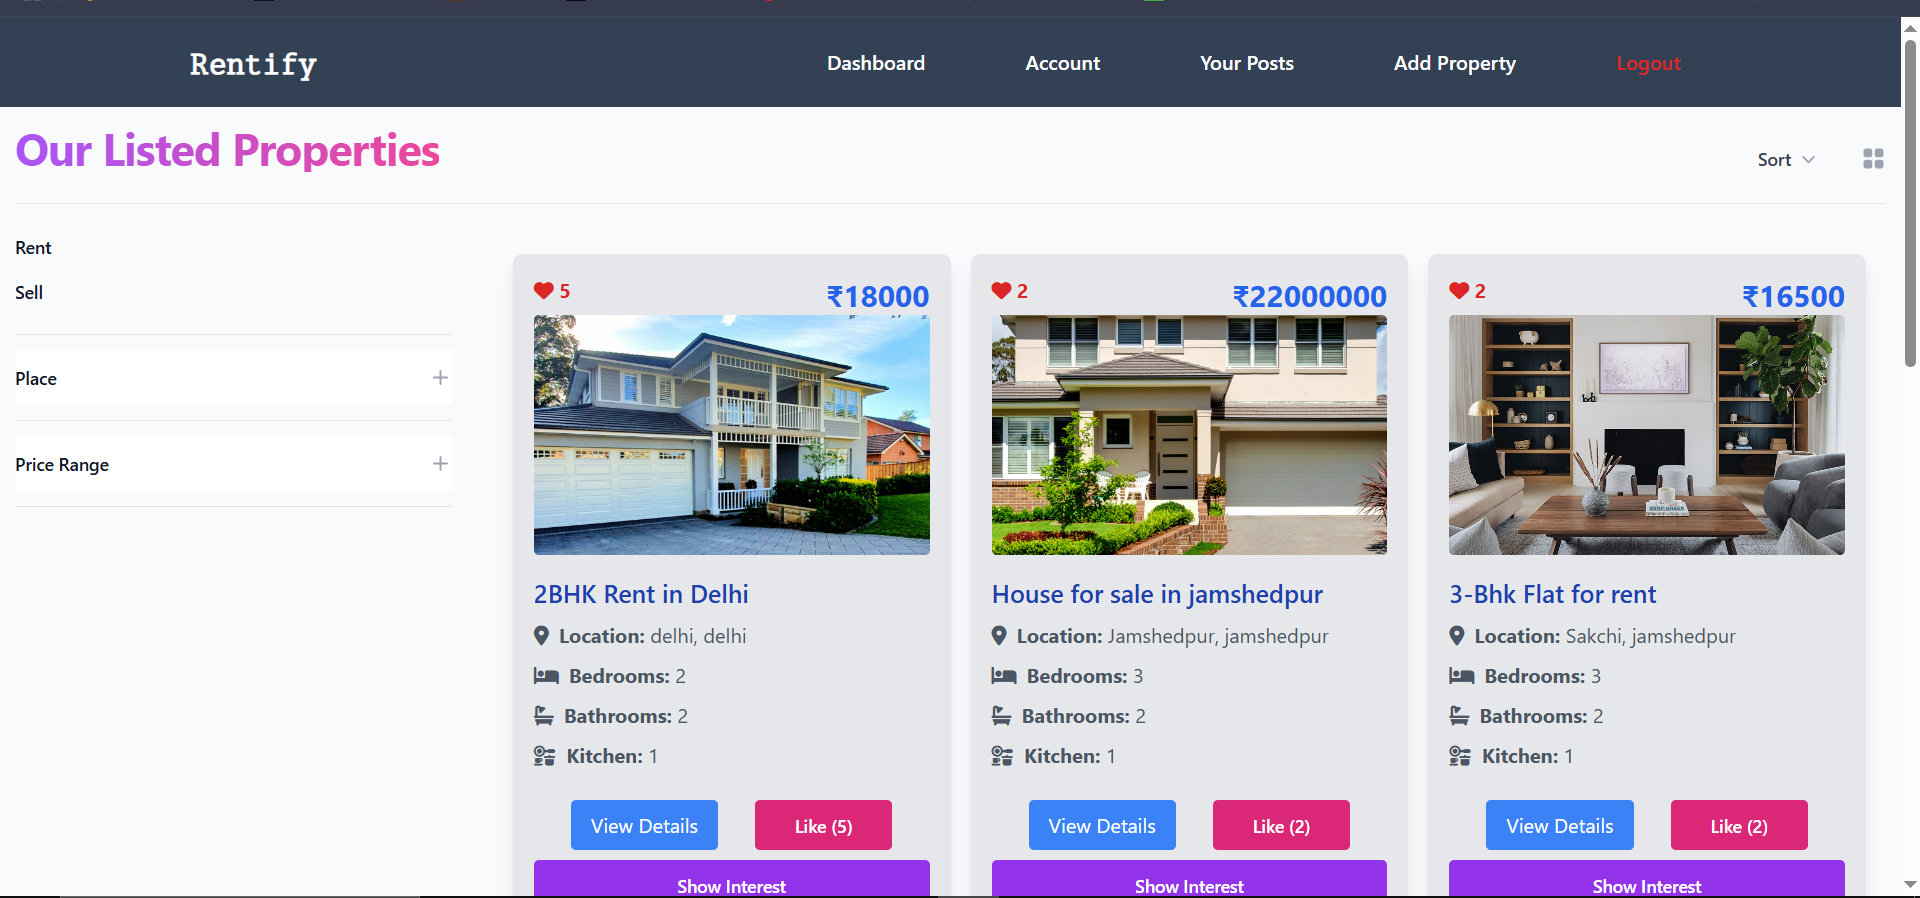 Rentify
Dashboard
Account
Your Posts
Add Property
Logout
Our Listed Properties
Sort
Rent
Sell
Place
Price Range
5
₹18000
2BHK Rent in Delhi
Location: delhi, delhi
Bedrooms: 2
Bathrooms: 2
Kitchen: 1
View Details
Like (5)
Show Interest
2
₹22000000
House for sale in jamshedpur
Location: Jamshedpur, jamshedpur
Bedrooms: 3
Bathrooms: 2
Kitchen: 1
View Details
Like (2)
Show Interest
2
₹16500
3-Bhk Flat for rent
Location: Sakchi, jamshedpur
Bedrooms: 3
Bathrooms: 2
Kitchen: 1
View Details
Like (2)
Show Interest